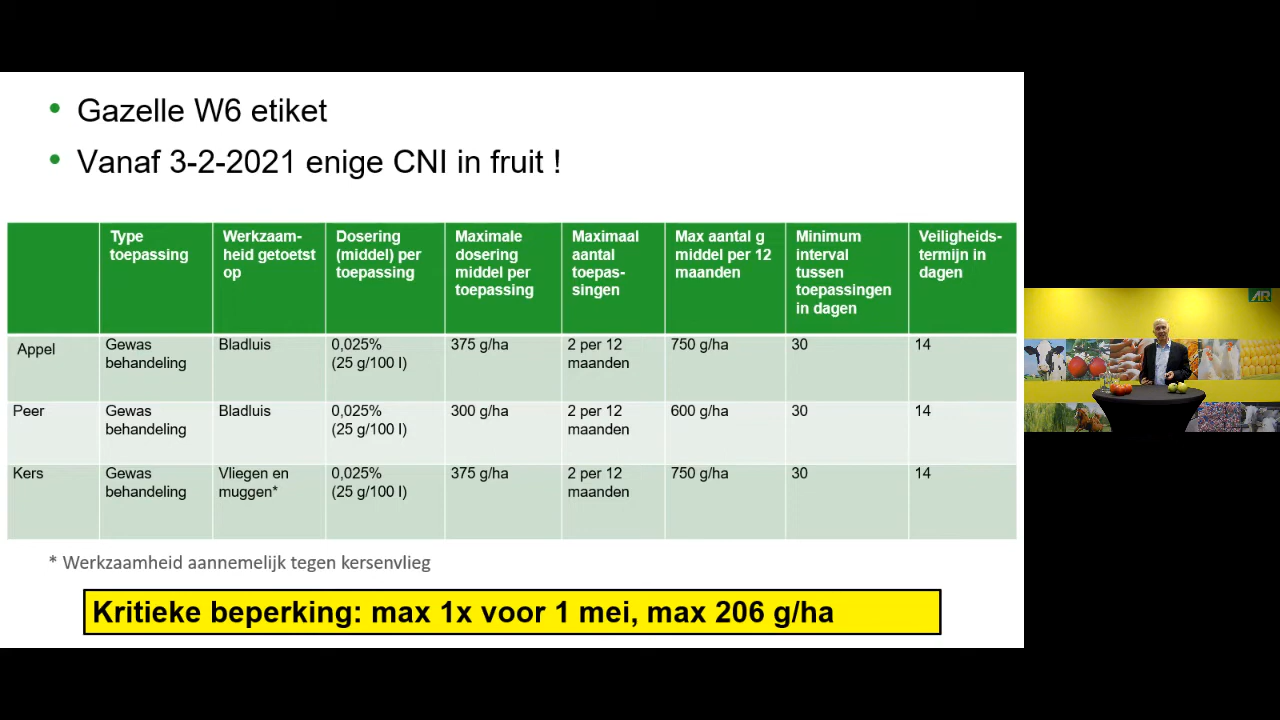 • Gazelle W6 etiket
• Vanaf 3-2-2021 enige CNI in fruit !
Type toepassing | Werkzaam-heid getoetst op | Dosering (middel) per toepassing | Maximale dosering middel per toepassing | Maximaal aantal toepas-singen | Max aantal g middel per 12 maanden | Minimum interval tussen toepassingen in dagen | Veiligheids-termijn in dagen
Appel | Gewas behandeling | Bladluis | 0,025% (25 g/100 l) | 375 g/ha | 2 per 12 maanden | 750 g/ha | 30 | 14
Peer | Gewas behandeling | Bladluis | 0,025% (25 g/100 l) | 300 g/ha | 2 per 12 maanden | 600 g/ha | 30 | 14
Kers | Gewas behandeling | Vliegen en muggen* | 0,025% (25 g/100 l) | 375 g/ha | 2 per 12 maanden | 750 g/ha | 30 | 14
* Werkzaamheid aannemelijk tegen kersenvlieg
Kritieke beperking: max 1x voor 1 mei, max 206 g/ha
AR